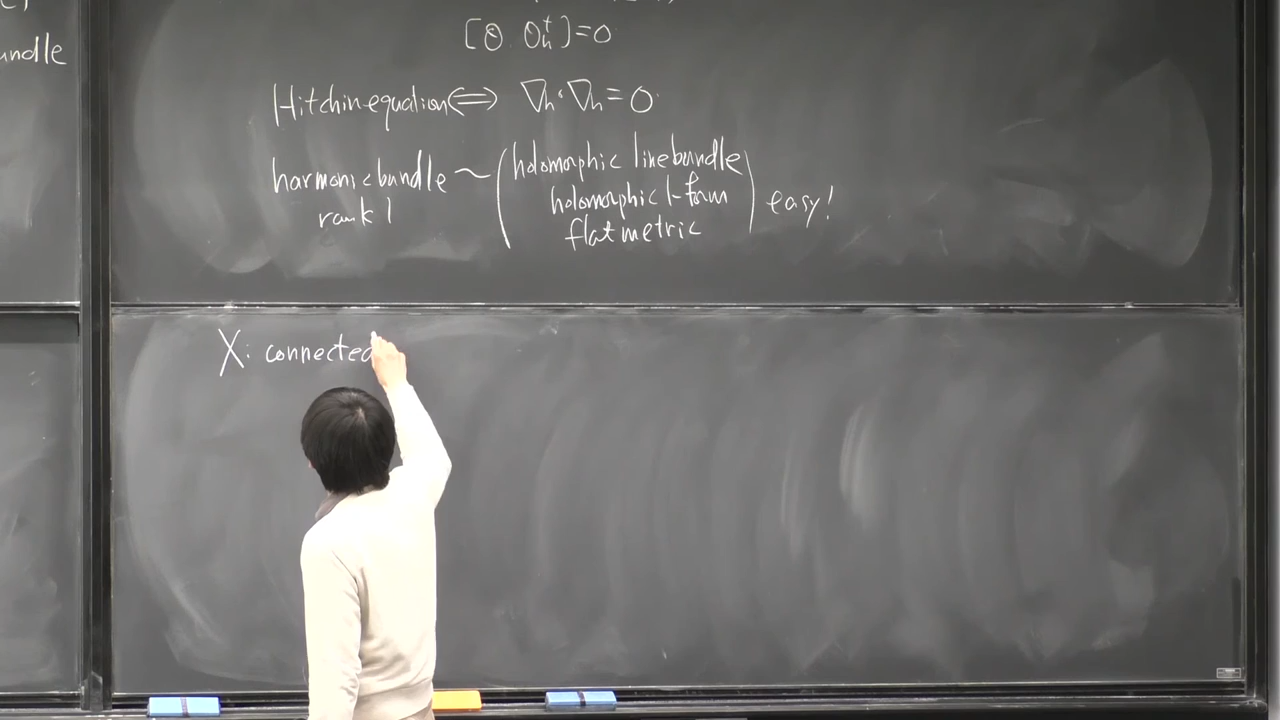 undle
[θ, θ_h^†]=0
Hitchin equation ⟺ ∇_h·∇_h=0
harmonic bundle ~ (holomorphic line bundle
rank 1
holomorphic 1-form
flat metric) easy!
X: connected